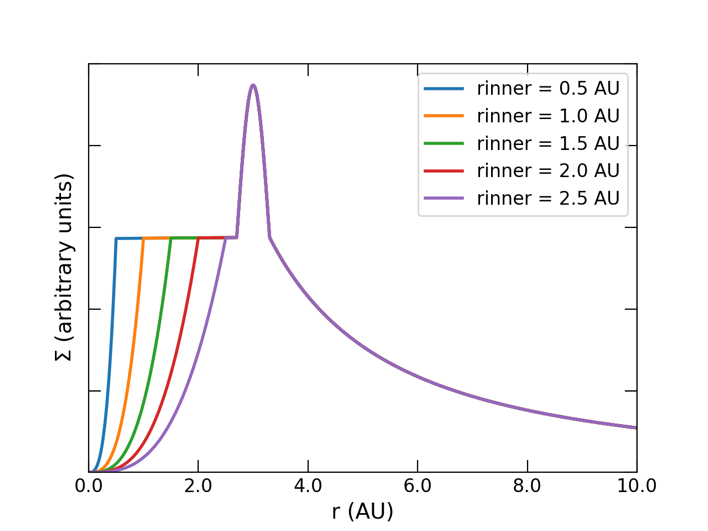 rinner = 0.5 AU
rinner = 1.0 AU
rinner = 1.5 AU
rinner = 2.0 AU
rinner = 2.5 AU
Σ (arbitrary units)
0.0 2.0 4.0 6.0 8.0 10.0
r (AU)